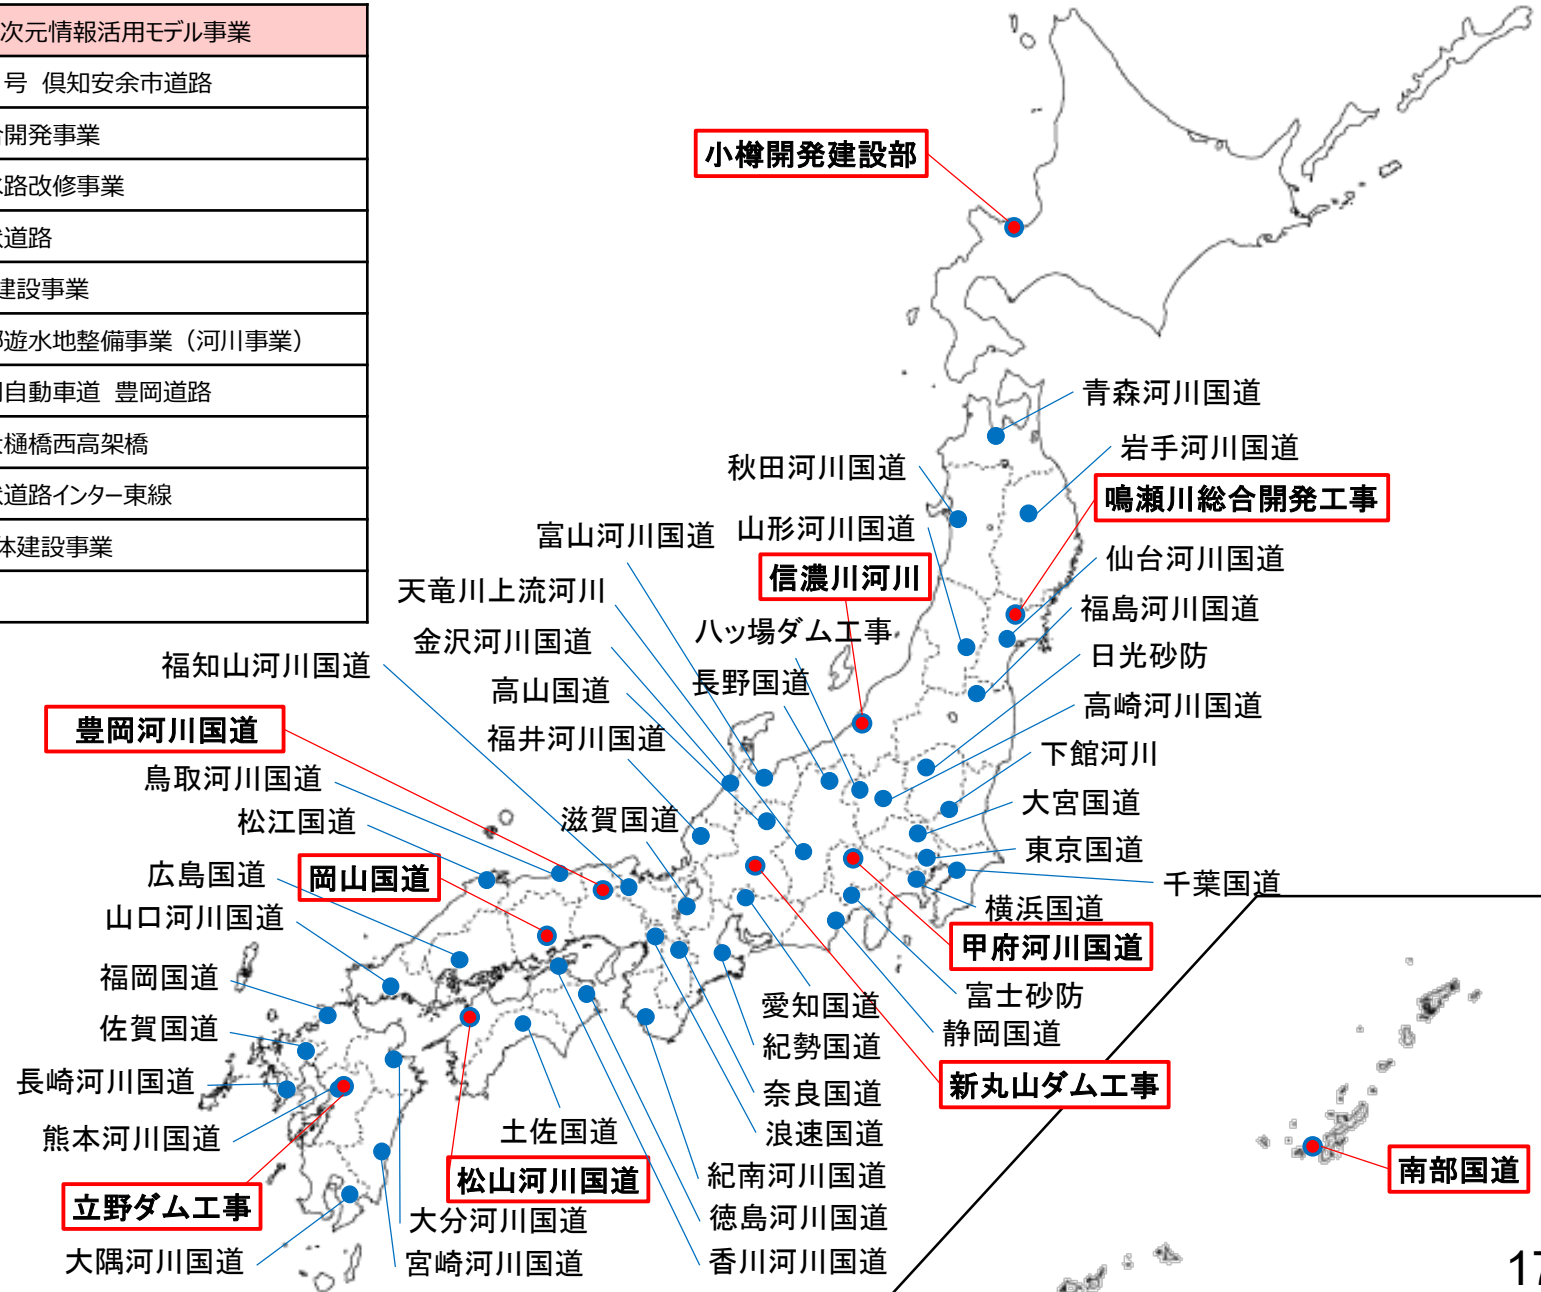 次元情報活用モデル事業
号 倶知安余市道路
開発事業
路改修事業
道路
建設事業
遊水地整備事業（河川事業）
自動車道 豊岡道路
樋橋西高架橋
道路インター東線
体建設事業
小樽開発建設部
青森河川国道
岩手河川国道
秋田河川国道
鳴瀬川総合開発工事
富山河川国道
山形河川国道
仙台河川国道
信濃川河川
天竜川上流河川
福島河川国道
八ッ場ダム工事
金沢河川国道
日光砂防
福知山河川国道
長野国道
高山国道
高崎河川国道
豊岡河川国道
福井河川国道
下館河川
鳥取河川国道
大宮国道
松江国道
滋賀国道
東京国道
広島国道
岡山国道
千葉国道
山口河川国道
横浜国道
甲府河川国道
福岡国道
富士砂防
愛知国道
佐賀国道
静岡国道
紀勢国道
長崎河川国道
新丸山ダム工事
奈良国道
熊本河川国道
土佐国道
浪速国道
松山河川国道
紀南河川国道
南部国道
立野ダム工事
大分河川国道
徳島河川国道
大隅河川国道
宮崎河川国道
香川河川国道
17